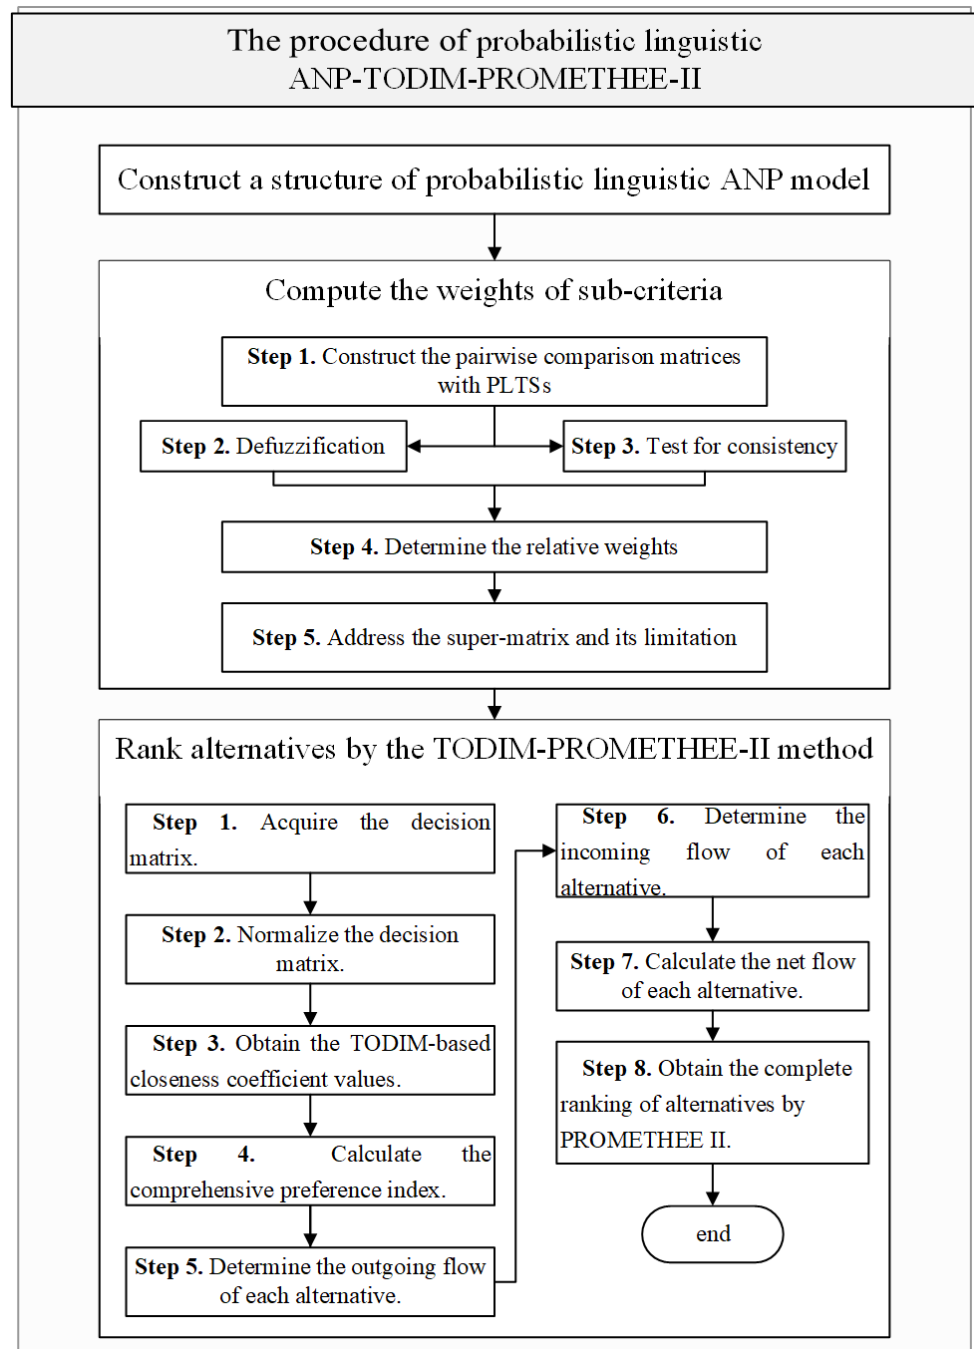 The procedure of probabilistic linguistic
ANP-TODIM-PROMETHEE-II
Construct a structure of probabilistic linguistic ANP model
Compute the weights of sub-criteria
Step 1. Construct the pairwise comparison matrices
with PLTSs
Step 2. Defuzzification
Step 3. Test for consistency
Step 4. Determine the relative weights
Step 5. Address the super-matrix and its limitation
Rank alternatives by the TODIM-PROMETHEE-II method
Step 1. Acquire the decision
matrix.
Step 2. Normalize the decision
matrix.
Step 3. Obtain the TODIM-based
closeness coefficient values.
Step 4. Calculate the
comprehensive preference index.
Step 5. Determine the outgoing flow
of each alternative.
Step 6. Determine the
incoming flow of each
alternative.
Step 7. Calculate the net flow
of each alternative.
Step 8. Obtain the complete
ranking of alternatives by
PROMETHEE II.
end